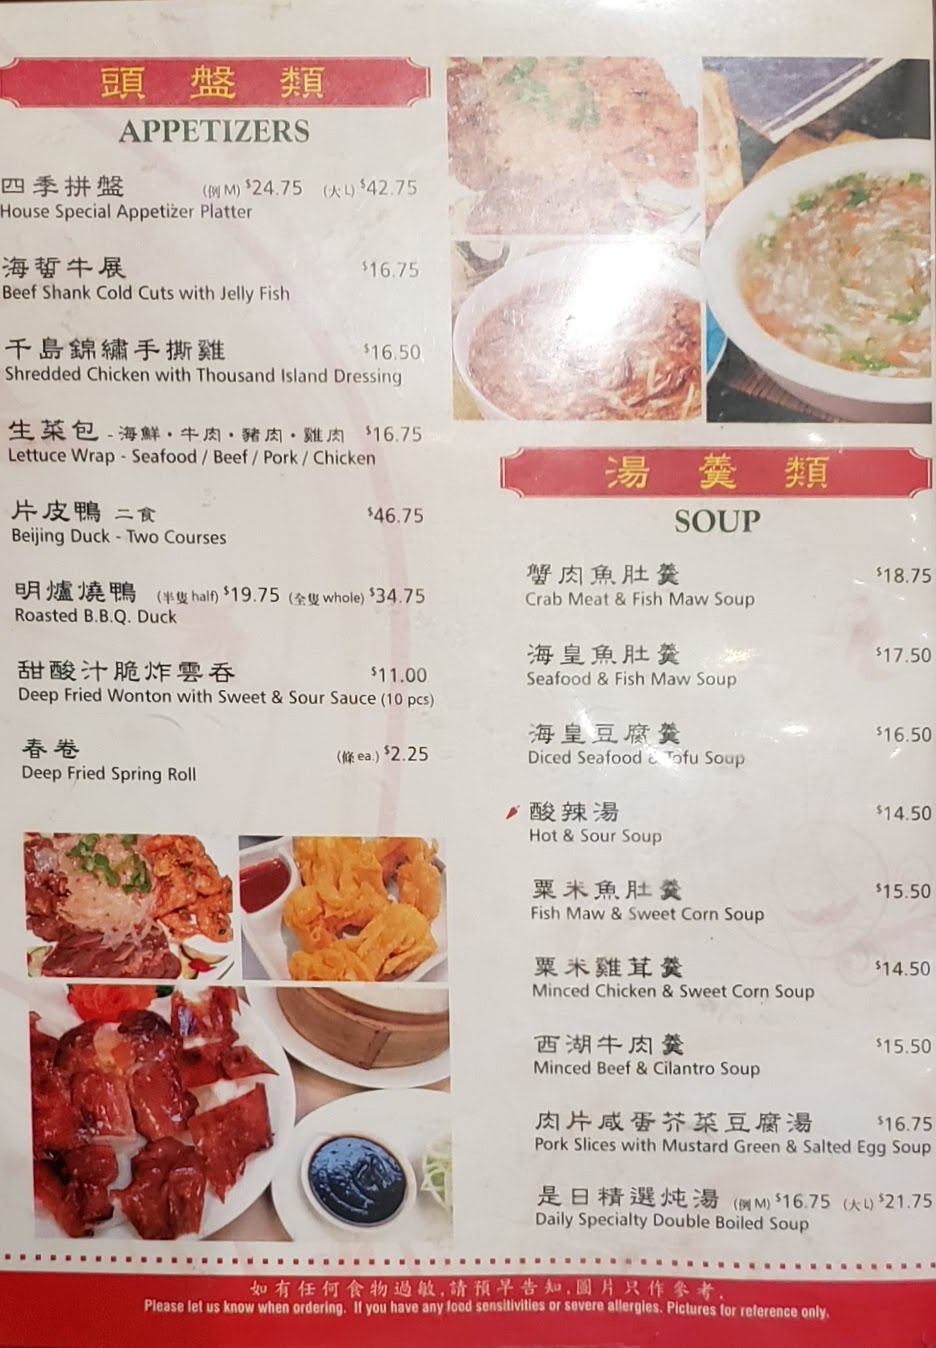 頭盤類
APPETIZERS
四季拼盤 (例 M) $24.75 (大 L) $42.75
House Special Appetizer Platter
海蜇牛展 $16.75
Beef Shank Cold Cuts with Jelly Fish
千島錦繡手撕雞 $16.50
Shredded Chicken with Thousand Island Dressing
生菜包 - 海鮮・牛肉・豬肉・雞肉 $16.75
Lettuce Wrap - Seafood / Beef / Pork / Chicken
片皮鴨 二食 $46.75
Beijing Duck - Two Courses
明爐燒鴨 (半隻 half) $19.75 (全隻 whole) $34.75
Roasted B.B.Q. Duck
甜酸汁脆炸雲吞 $11.00
Deep Fried Wonton with Sweet & Sour Sauce (10 pcs)
春卷 (條 ea.) $2.25
Deep Fried Spring Roll
湯羹類
SOUP
蟹肉魚肚羹 $18.75
Crab Meat & Fish Maw Soup
海皇魚肚羹 $17.50
Seafood & Fish Maw Soup
海皇豆腐羹 $16.50
Diced Seafood & Tofu Soup
酸辣湯 $14.50
Hot & Sour Soup
粟米魚肚羹 $15.50
Fish Maw & Sweet Corn Soup
粟米雞茸羹 $14.50
Minced Chicken & Sweet Corn Soup
西湖牛肉羹 $15.50
Minced Beef & Cilantro Soup
肉片咸蛋芥菜豆腐湯 $16.75
Pork Slices with Mustard Green & Salted Egg Soup
是日精選炖湯 (例 M) $16.75 (大 L) $21.75
Daily Specialty Double Boiled Soup
如有任何食物過敏,請預早告知,圖片只作參考.
Please let us know when ordering. If you have any food sensitivities or severe allergies. Pictures for reference only.